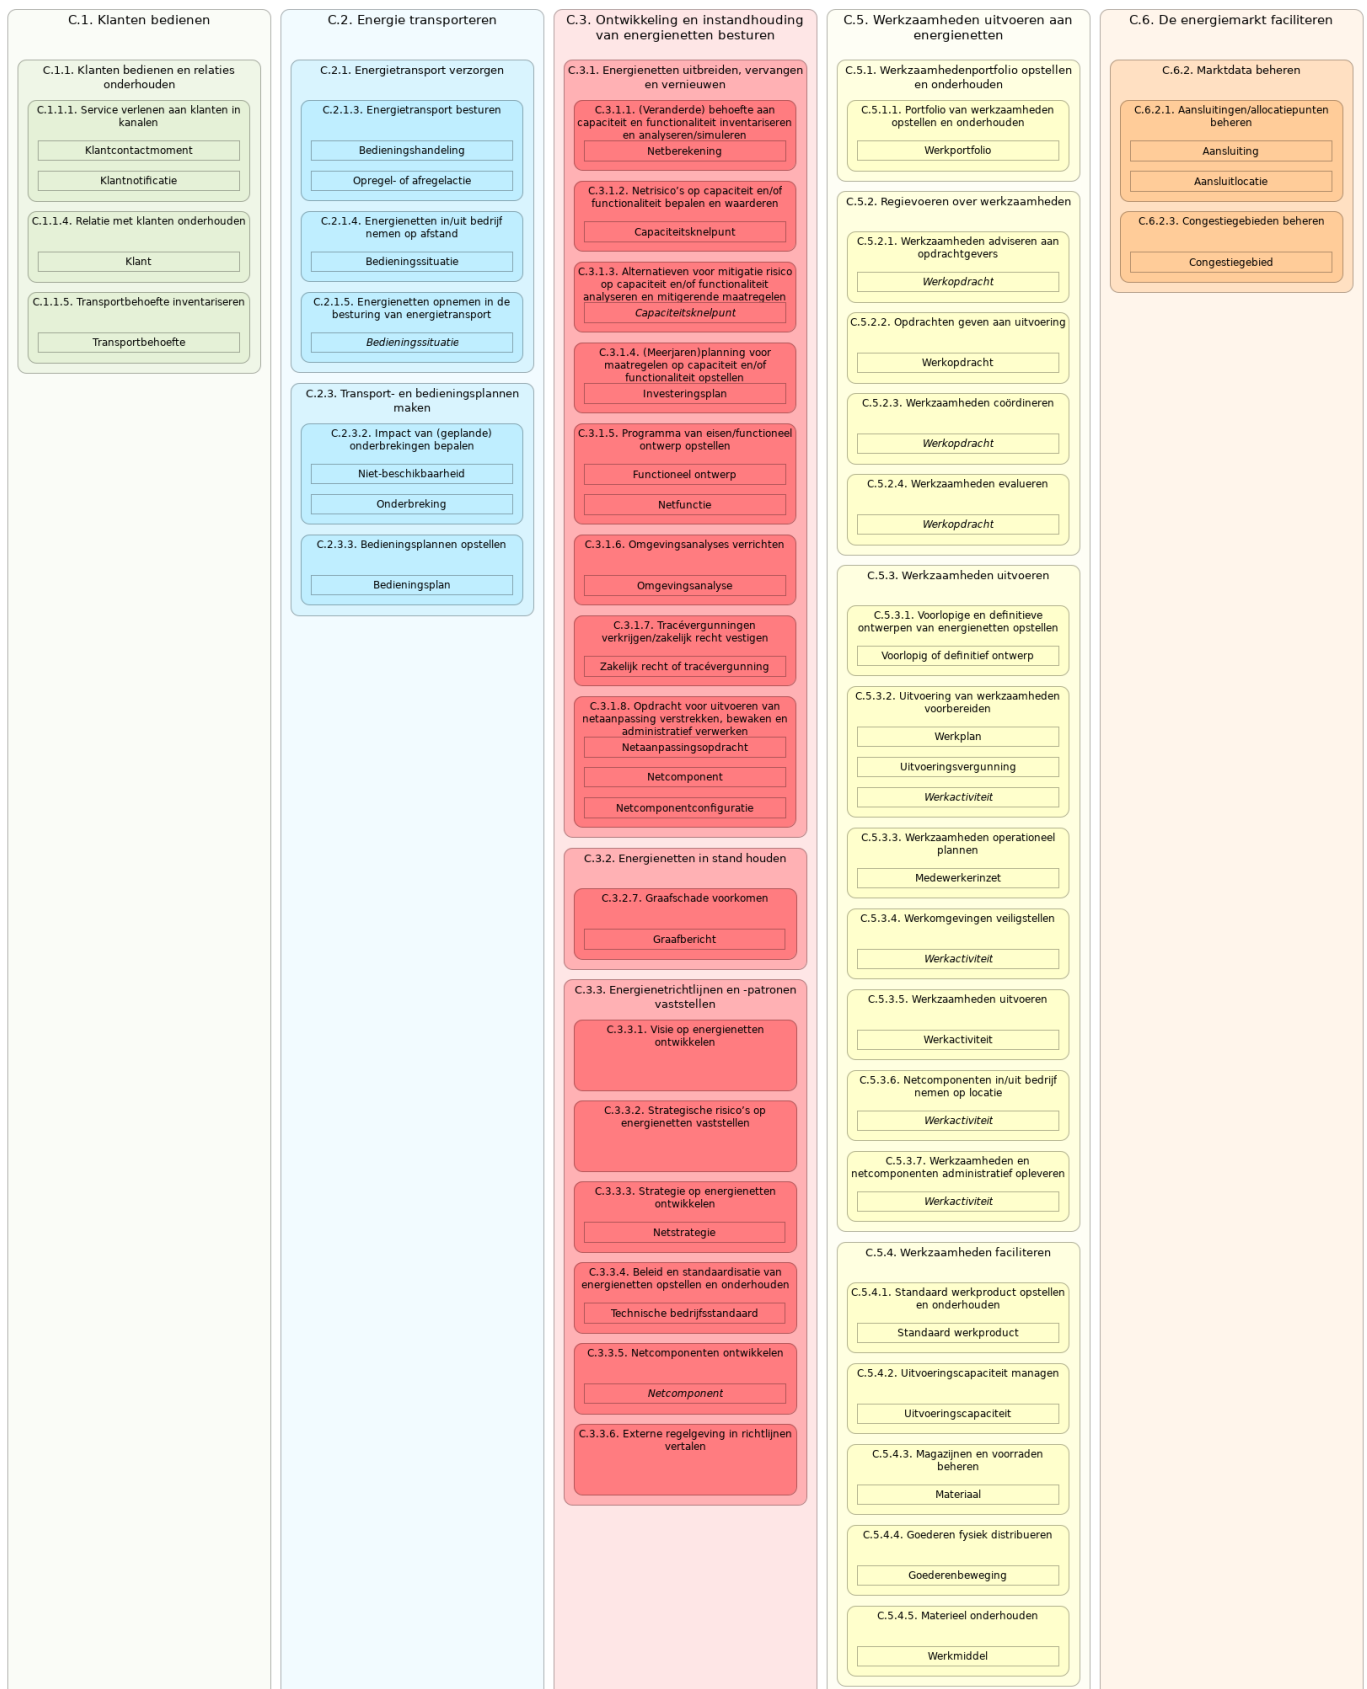 C.1. Klanten bedienen
C.1.1. Klanten bedienen en relaties
onderhouden
C.1.1.1. Service verlenen aan klanten in
kanalen
Klantcontactmoment
Klantnotificatie
C.1.1.4. Relatie met klanten onderhouden
Klant
C.1.1.5. Transportbehoefte inventariseren
Transportbehoefte
C.2. Energie transporteren
C.2.1. Energietransport verzorgen
C.2.1.3. Energietransport besturen
Bedieningshandeling
Opregel- of afregelactie
C.2.1.4. Energienetten in/uit bedrijf
nemen op afstand
Bedieningssituatie
C.2.1.5. Energienetten opnemen in de
besturing van energietransport
Bedieningssituatie
C.2.3. Transport- en bedieningsplannen
maken
C.2.3.2. Impact van (geplande)
onderbrekingen bepalen
Niet-beschikbaarheid
Onderbreking
C.2.3.3. Bedieningsplannen opstellen
Bedieningsplan
C.3. Ontwikkeling en instandhouding
van energienetten besturen
C.3.1. Energienetten uitbreiden, vervangen
en vernieuwen
C.3.1.1. (Veranderde) behoefte aan
capaciteit en functionaliteit inventariseren
en analyseren/simuleren
Netberekening
C.3.1.2. Netrisico’s op capaciteit en/of
functionaliteit bepalen en waarderen
Capaciteitsknelpunt
C.3.1.3. Alternatieven voor mitigatie risico
op capaciteit en/of functionaliteit
analyseren en mitigerende maatregelen
Capaciteitsknelpunt
C.3.1.4. (Meerjaren)planning voor
maatregelen op capaciteit en/of
functionaliteit opstellen
Investeringsplan
C.3.1.5. Programma van eisen/functioneel
ontwerp opstellen
Functioneel ontwerp
Netfunctie
C.3.1.6. Omgevingsanalyses verrichten
Omgevingsanalyse
C.3.1.7. Tracévergunningen
verkrijgen/zakelijk recht vestigen
Zakelijk recht of tracévergunning
C.3.1.8. Opdracht voor uitvoeren van
netaanpassing verstrekken, bewaken en
administratief verwerken
Netaanpassingsopdracht
Netcomponent
Netcomponentconfiguratie
C.3.2. Energienetten in stand houden
C.3.2.7. Graafschade voorkomen
Graafbericht
C.3.3. Energienetrichtlijnen en -patronen
vaststellen
C.3.3.1. Visie op energienetten
ontwikkelen
C.3.3.2. Strategische risico’s op
energienetten vaststellen
C.3.3.3. Strategie op energienetten
ontwikkelen
Netstrategie
C.3.3.4. Beleid en standaardisatie van
energienetten opstellen en onderhouden
Technische bedrijfsstandaard
C.3.3.5. Netcomponenten ontwikkelen
Netcomponent
C.3.3.6. Externe regelgeving in richtlijnen
vertalen
C.5. Werkzaamheden uitvoeren aan
energienetten
C.5.1. Werkzaamhedenportfolio opstellen
en onderhouden
C.5.1.1. Portfolio van werkzaamheden
opstellen en onderhouden
Werkportfolio
C.5.2. Regievoeren over werkzaamheden
C.5.2.1. Werkzaamheden adviseren aan
opdrachtgevers
Werkopdracht
C.5.2.2. Opdrachten geven aan uitvoering
Werkopdracht
C.5.2.3. Werkzaamheden coördineren
Werkopdracht
C.5.2.4. Werkzaamheden evalueren
Werkopdracht
C.5.3. Werkzaamheden uitvoeren
C.5.3.1. Voorlopige en definitieve
ontwerpen van energienetten opstellen
Voorlopig of definitief ontwerp
C.5.3.2. Uitvoering van werkzaamheden
voorbereiden
Werkplan
Uitvoeringsvergunning
Werkactiviteit
C.5.3.3. Werkzaamheden operationeel
plannen
Medewerkerinzet
C.5.3.4. Werkomgevingen veiligstellen
Werkactiviteit
C.5.3.5. Werkzaamheden uitvoeren
Werkactiviteit
C.5.3.6. Netcomponenten in/uit bedrijf
nemen op locatie
Werkactiviteit
C.5.3.7. Werkzaamheden en
netcomponenten administratief opleveren
Werkactiviteit
C.5.4. Werkzaamheden faciliteren
C.5.4.1. Standaard werkproduct opstellen
en onderhouden
Standaard werkproduct
C.5.4.2. Uitvoeringscapaciteit managen
Uitvoeringscapaciteit
C.5.4.3. Magazijnen en voorraden
beheren
Materiaal
C.5.4.4. Goederen fysiek distribueren
Goederenbeweging
C.5.4.5. Materieel onderhouden
Werkmiddel
C.6. De energiemarkt faciliteren
C.6.2. Marktdata beheren
C.6.2.1. Aansluitingen/allocatiepunten
beheren
Aansluiting
Aansluitlocatie
C.6.2.3. Congestiegebieden beheren
Congestiegebied